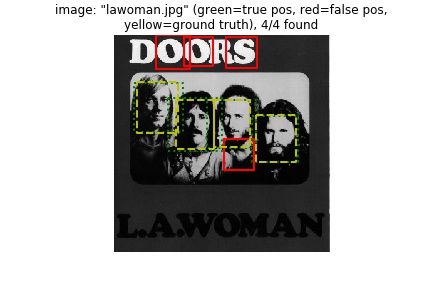 image: "lawoman.jpg" (green=true pos, red=false pos,
yellow=ground truth), 4/4 found
DOORS
L.A.WOMAN